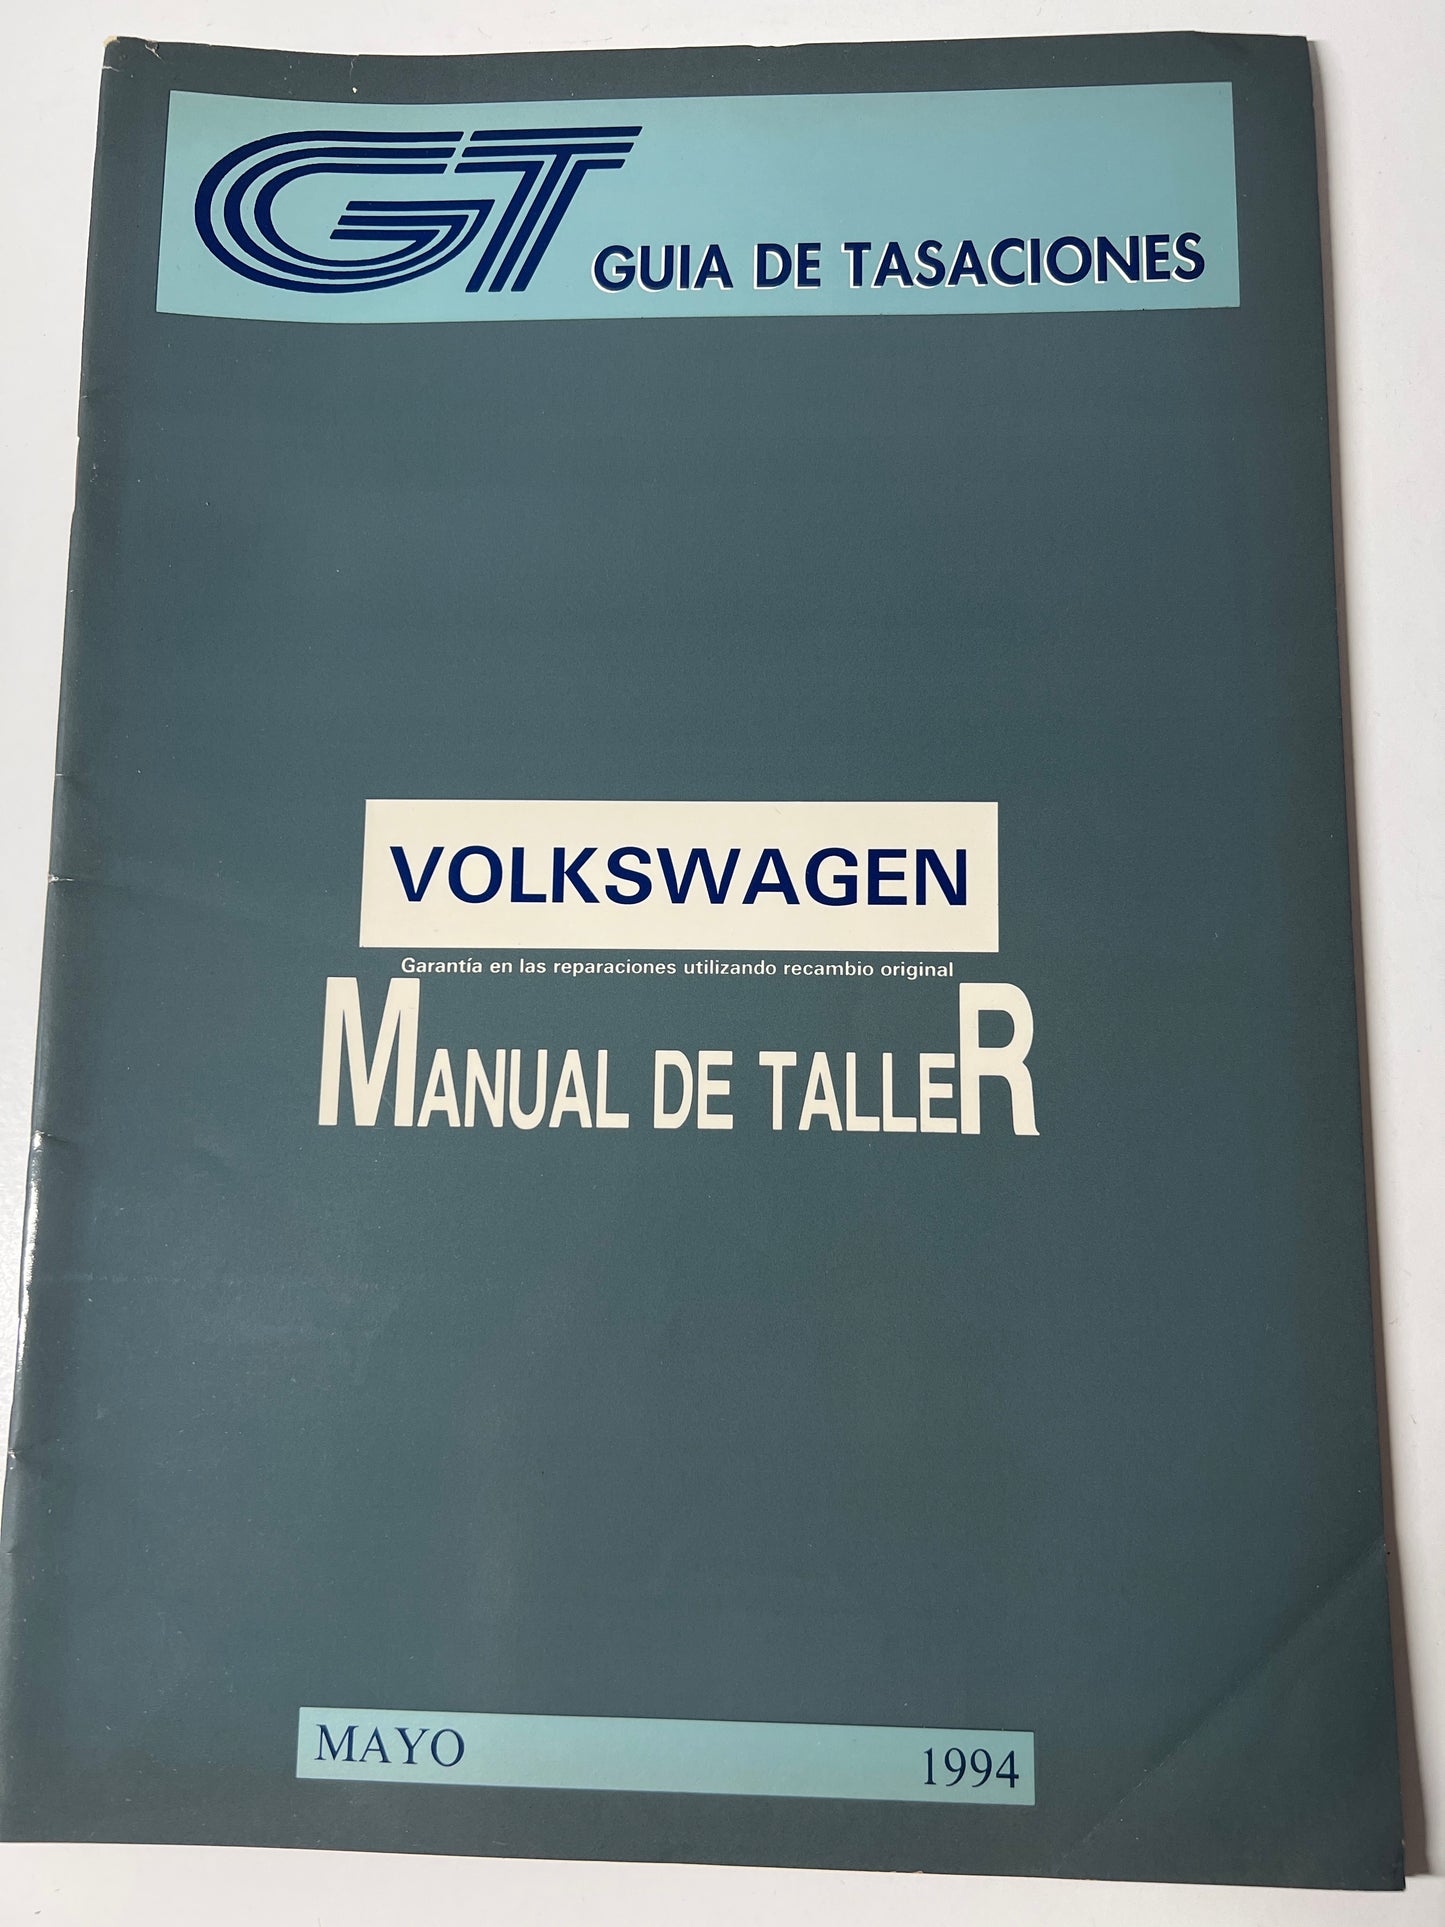 GT GUIA DE TASACIONES
VOLKSWAGEN
Garantía en las reparaciones utilizando recambio original
MANUAL DE TALLER
MAYO 1994